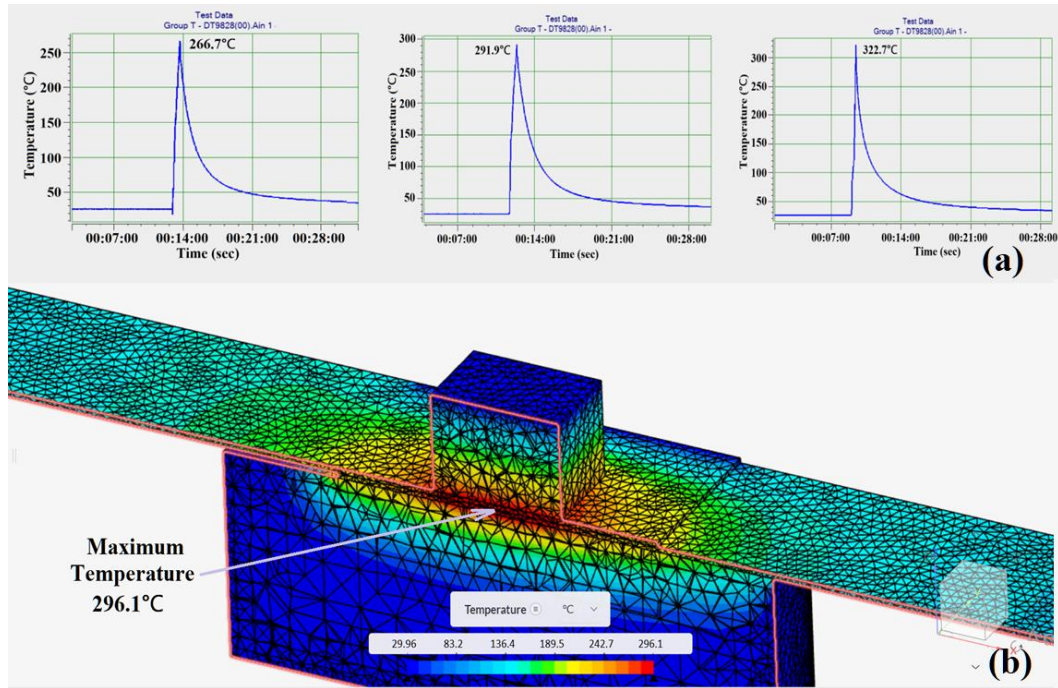 Test Data
Group T - DT9828(00).Ain 1 -
266.7°C
Temperature (°C)
250
200
150
100
50
00:07:00 00:14:00 00:21:00 00:28:00
Time (sec)
Test Data
Group T - DT9828(00).Ain 1 -
291.9°C
Temperature (°C)
300
250
200
150
100
50
00:07:00 00:14:00 00:21:00 00:28:00
Time (sec)
Test Data
Group T - DT9828(00).Ain 1 -
322.7°C
Temperature (°C)
300
250
200
150
100
50
00:07:00 00:14:00 00:21:00 00:28:00
Time (sec)
(a)
Maximum
Temperature
296.1°C
Temperature °C
29.96 83.2 136.4 189.5 242.7 296.1
X
(b)